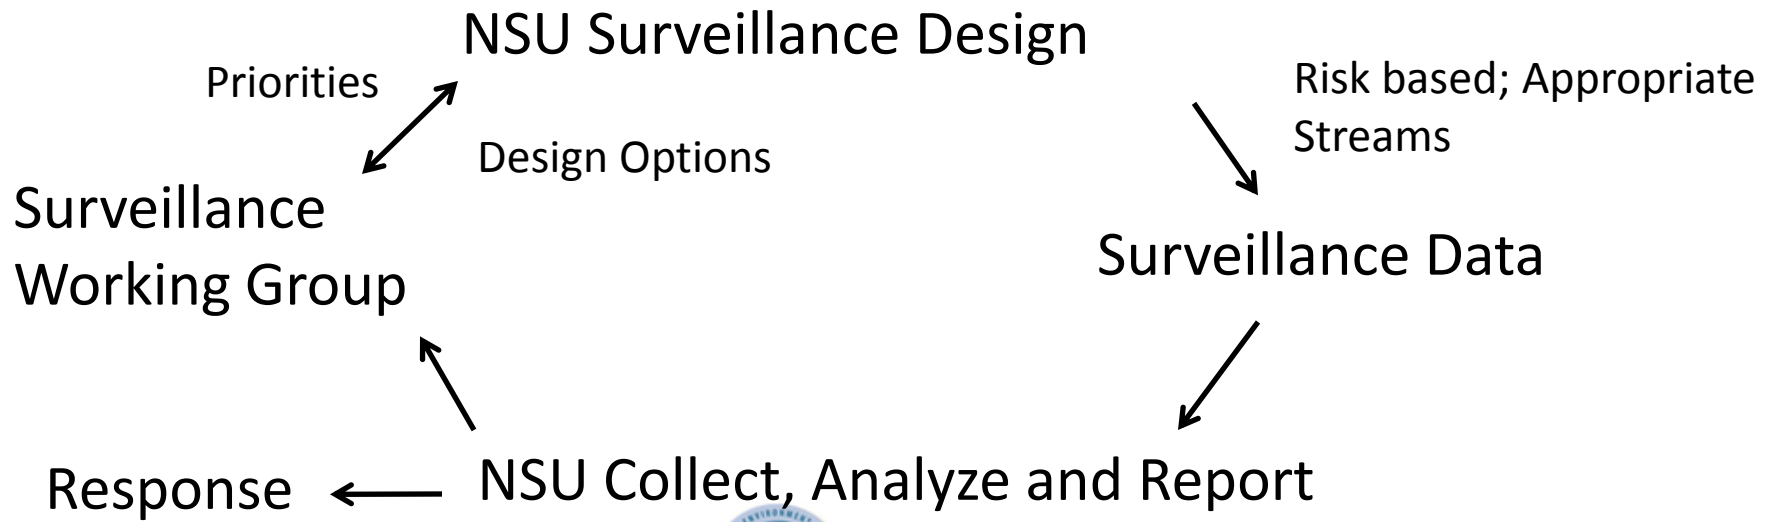 NSU Surveillance Design
Priorities
Risk based; Appropriate
Streams
Design Options
Surveillance
Working Group
Surveillance Data
NSU Collect, Analyze and Report
Response
ENVIRONMENT